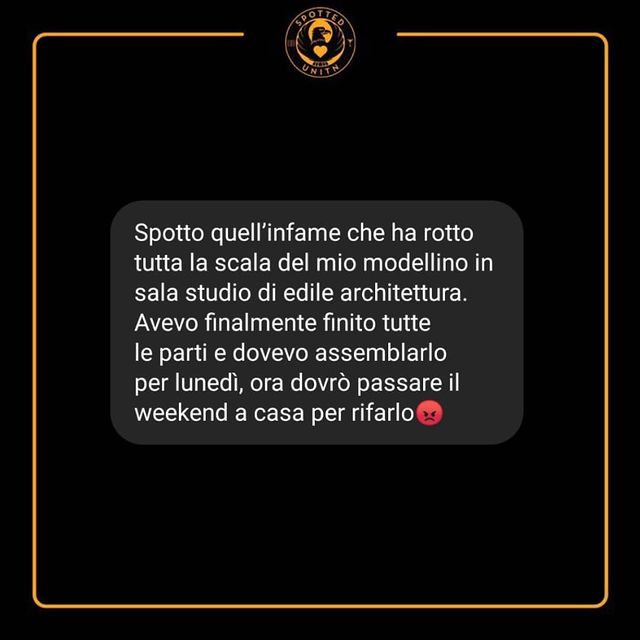 SPOTTED
UNITN
Spotto quell’infame che ha rotto
tutta la scala del mio modellino in
sala studio di edile architettura.
Avevo finalmente finito tutte
le parti e dovevo assemblarlo
per lunedì, ora dovrò passare il
weekend a casa per rifarlo😡